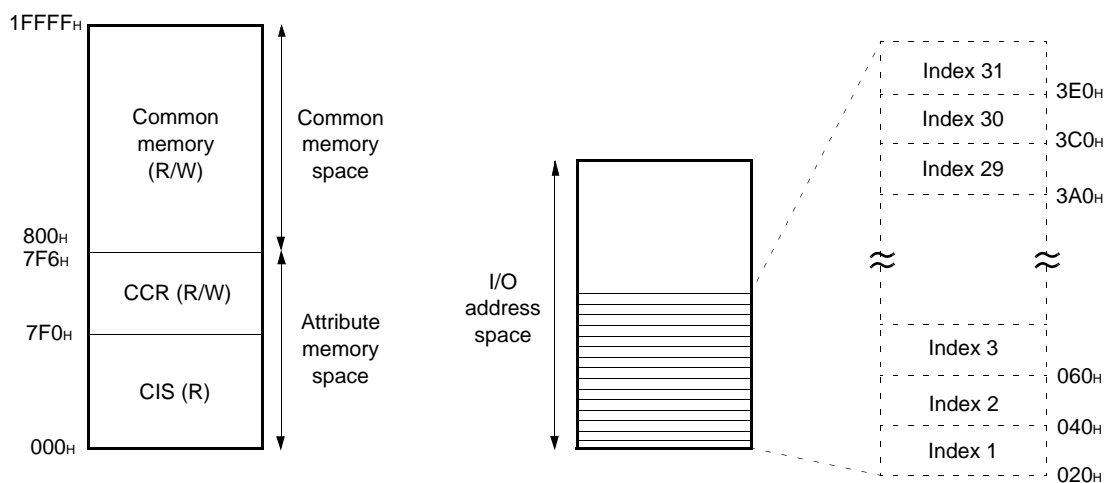 1FFFFH
Common
memory
(R/W)
Common
memory
space
800H
7F6H
CCR (R/W)
7F0H
Attribute
memory
space
CIS (R)
000H
I/O
address
space
Index 31
3E0H
Index 30
3C0H
Index 29
3A0H
≈
≈
Index 3
060H
Index 2
040H
Index 1
020H